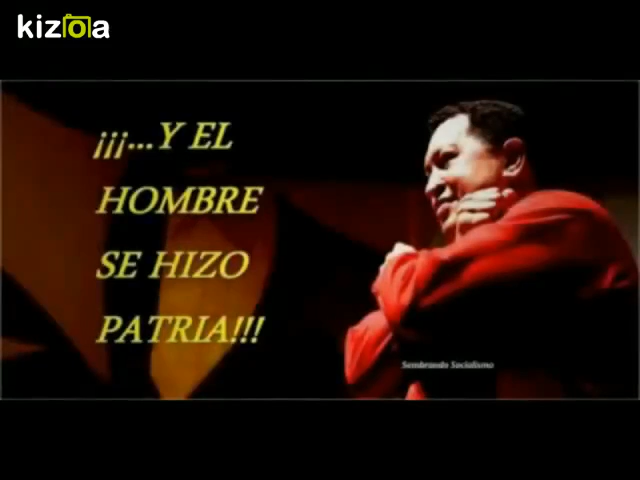 kizoa
¡¡¡...Y EL
HOMBRE
SE HIZO
PATRIA!!!
Sembrando Socialismo